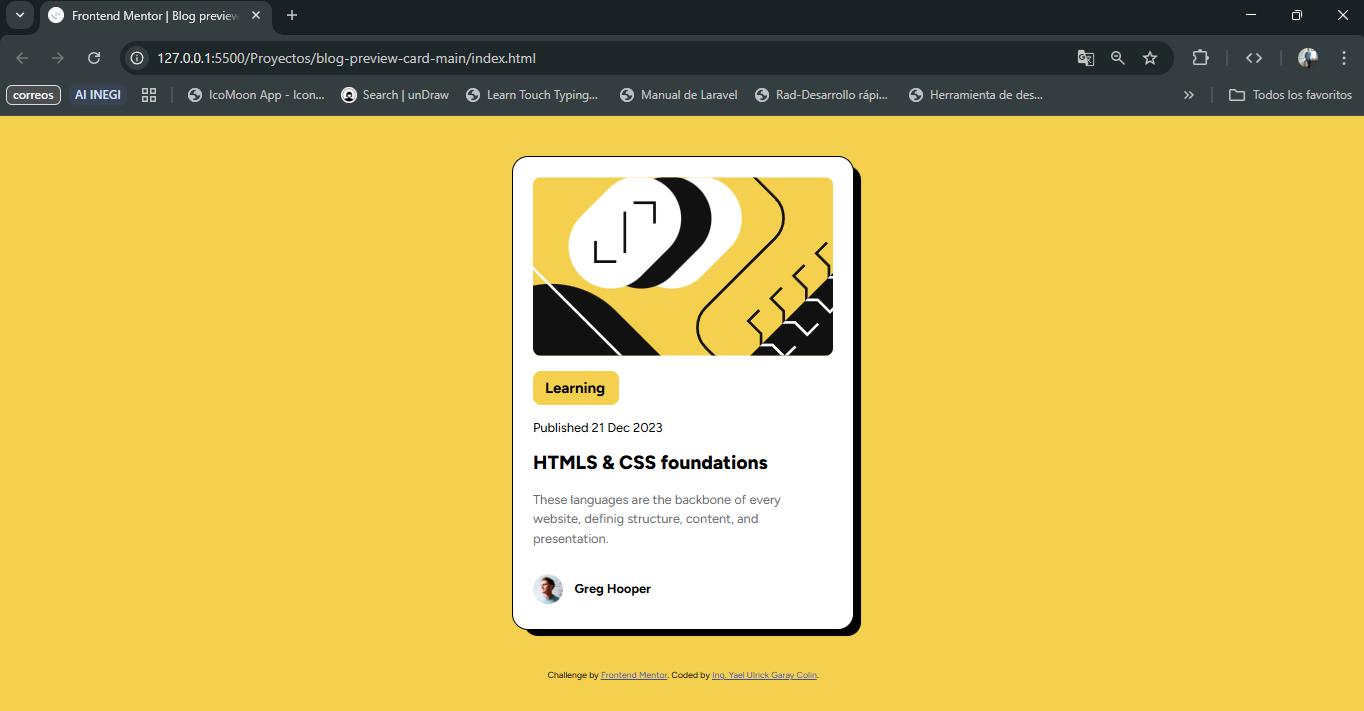 Frontend Mentor | Blog preview
127.0.0.1:5500/Proyectos/blog-preview-card-main/index.html
correos
AI INEGI
IcoMoon App - Icon...
Search | unDraw
Learn Touch Typing...
Manual de Laravel
Rad-Desarrollo rápi...
Herramienta de des...
Todos los favoritos
Learning
Published 21 Dec 2023
HTMLS & CSS foundations
These languages are the backbone of every
website, definig structure, content, and
presentation.
Greg Hooper
Challenge by Frontend Mentor. Coded by Ing. Yael Ulrick Garay Colin.